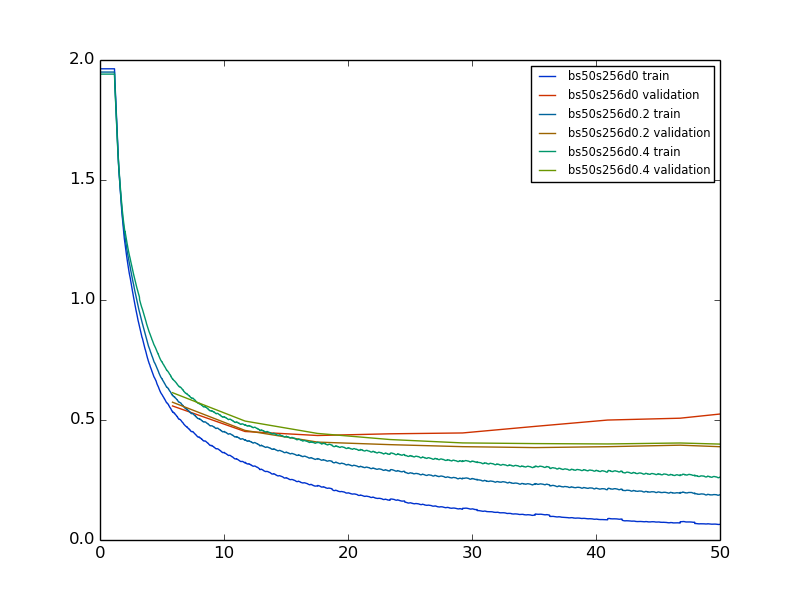 2.0
1.5
1.0
0.5
0.0
0 10 20 30 40 50
bs50s256d0 train
bs50s256d0 validation
bs50s256d0.2 train
bs50s256d0.2 validation
bs50s256d0.4 train
bs50s256d0.4 validation